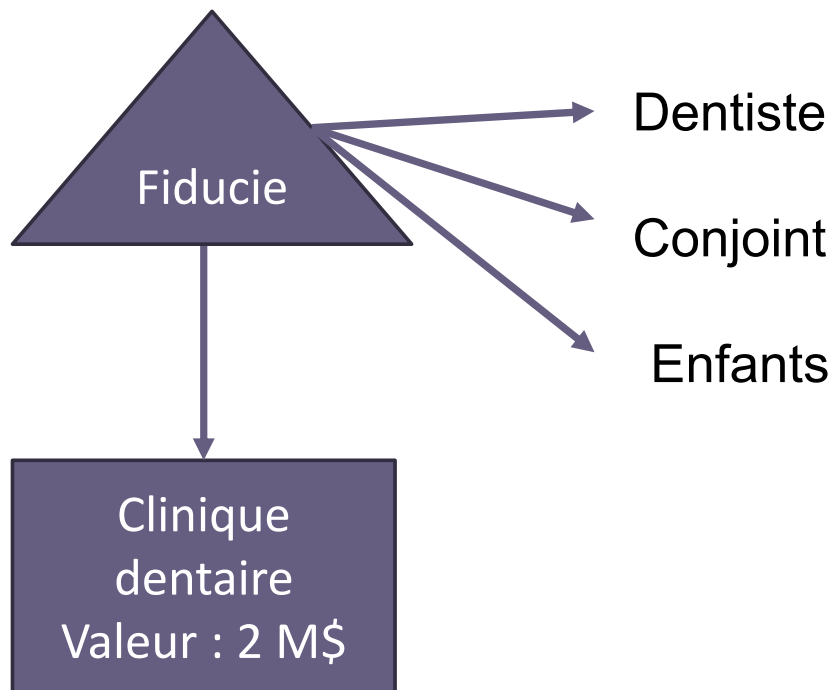 Fiducie
Dentiste
Conjoint
Enfants
Clinique
dentaire
Valeur : 2 M$